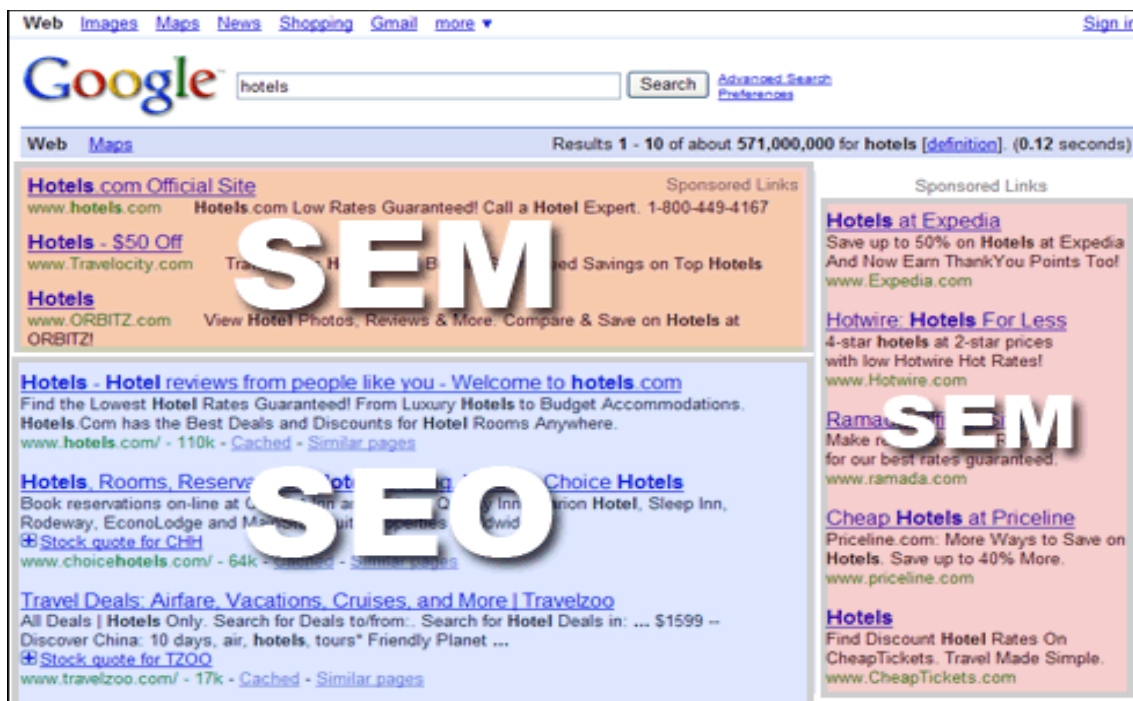 Web Images Maps News Shopping Gmail more ▼ Sign in
Google™ hotels Search Advanced Search
Preferences
Web Maps Results 1 - 10 of about 571,000,000 for hotels [definition]. (0.12 seconds)
Hotels.com Official Site Sponsored Links
www.hotels.com Hotels.com Low Rates Guaranteed! Call a Hotel Expert. 1-800-449-4167
Hotels - $50 Off
www.Travelocity.com Savings on Top Hotels
Hotels
www.ORBITZ.com View Hotel Photos, Reviews & More. Compare & Save on Hotels at
ORBITZ!
SEM
Hotels - Hotel reviews from people like you - Welcome to hotels.com
Find the Lowest Hotel Rates Guaranteed! From Luxury Hotels to Budget Accommodations.
Hotels.Com has the Best Deals and Discounts for Hotel Rooms Anywhere.
www.hotels.com/ - 110k - Cached - Similar pages
Hotels, Rooms, Choice Hotels
Book reservations on-line at Hotel, Sleep Inn,
Rodeway, EconoLodge and
Stock quote for CHH
www.choicehotels.com/ - 64k - Cached - Similar pages
Travel Deals: Airfare, Vacations, Cruises, and More | Travelzoo
All Deals | Hotels Only. Search for Deals to/from:. Search for Hotel Deals in: ... $1599 --
Discover China: 10 days, air, hotels, tours* Friendly Planet ...
Stock quote for TZOO
www.travelzoo.com/ - 17k - Cached - Similar pages
SEO
Sponsored Links
Hotels at Expedia
Save up to 50% on Hotels at Expedia
And Now Earn ThankYou Points Too!
www.Expedia.com
Hotwire: Hotels For Less
4-star hotels at 2-star prices
with low Hotwire Hot Rates!
www.Hotwire.com
Ramada
Make
for our best rates guaranteed.
www.ramada.com
Cheap Hotels at Priceline
Priceline.com: More Ways to Save on
Hotels. Save up to 40% More.
www.priceline.com
Hotels
Find Discount Hotel Rates On
CheapTickets. Travel Made Simple.
www.CheapTickets.com
SEM